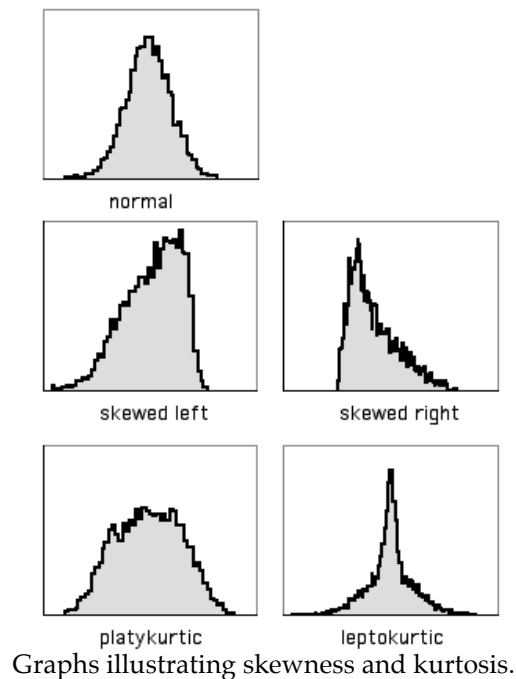 normal
skewed left
skewed right
platykurtic
leptokurtic
Graphs illustrating skewness and kurtosis.